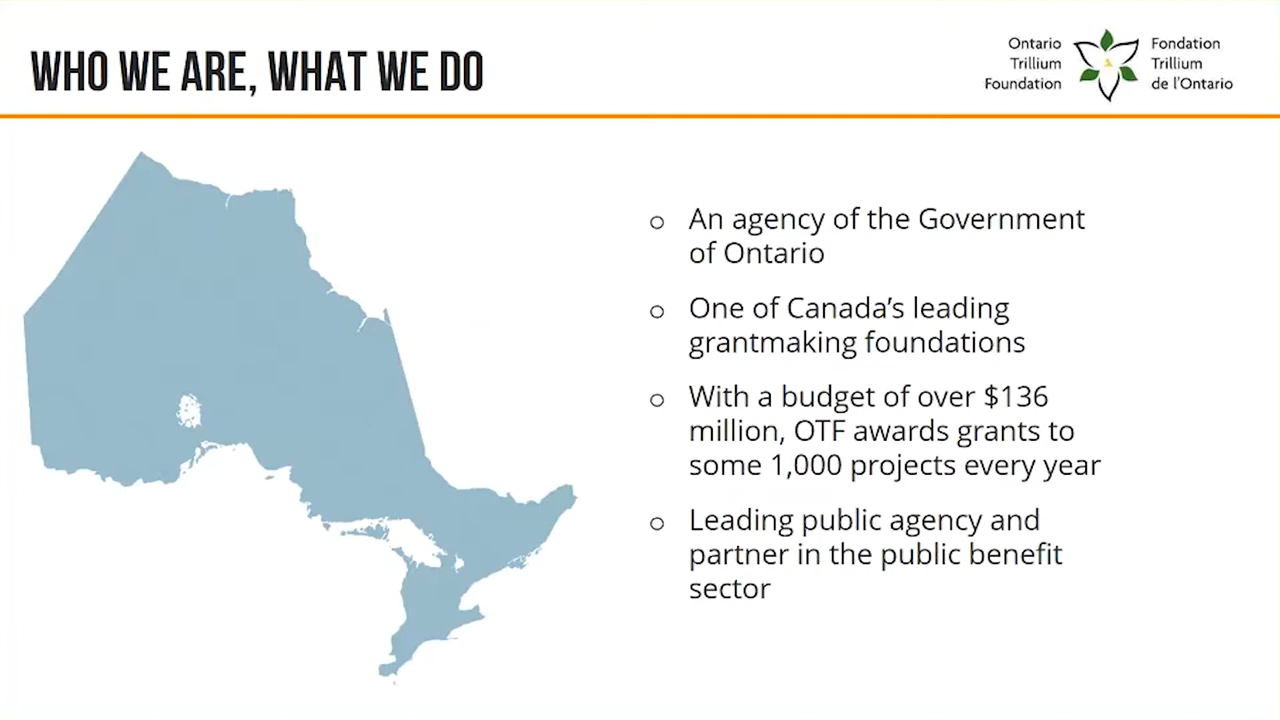 WHO WE ARE, WHAT WE DO
Ontario
Trillium
Foundation
Fondation
Trillium
de l'Ontario
o An agency of the Government
of Ontario
o One of Canada's leading
grantmaking foundations
o With a budget of over $136
million, OTF awards grants to
some 1,000 projects every year
o Leading public agency and
partner in the public benefit
sector